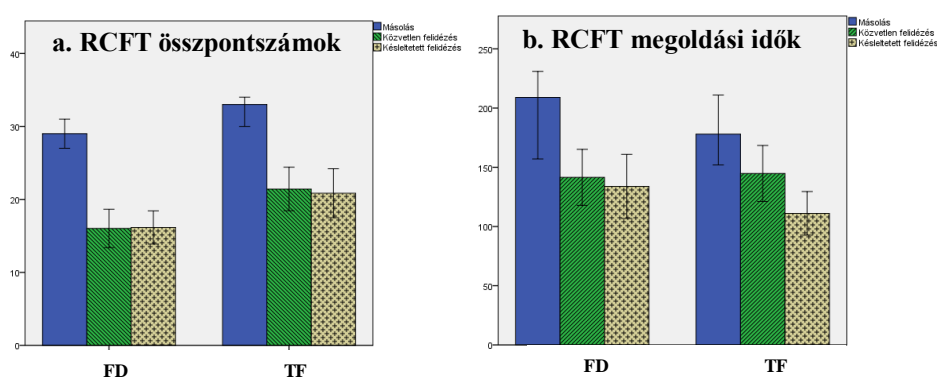 a. RCFT összpontszámok
Másolás
Közvetlen felidézés
Késleltetett felidézés
40
30
20
10
0
FD
TF
b. RCFT megoldási idők
Másolás
Közvetlen felidézés
Késleltetett felidézés
250
200
150
100
50
0
FD
TF